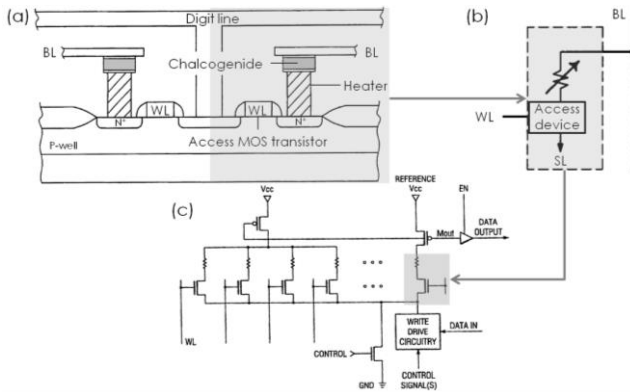 (a)
Digit line
BL
BL
Chalcogenide
Heater
WL
WL
N+
N+
P-well
Access MOS transistor
(b)
BL
WL
Access
device
SL
(c)
Vcc
REFERENCE
Vcc
EN
DATA
OUTPUT
Mout
WL
WRITE
DRIVE
CIRCUITRY
DATA IN
CONTROL
GND
CONTROL
SIGNAL(S)